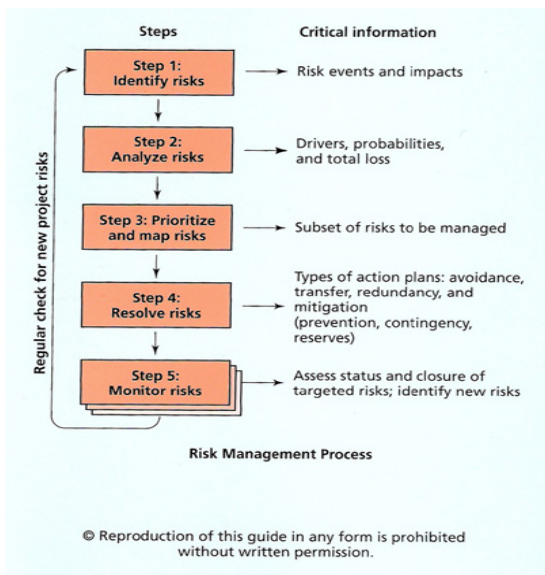 Steps
Critical information
Step 1:
Identify risks
Risk events and impacts
Step 2:
Analyze risks
Drivers, probabilities,
and total loss
Step 3: Prioritize
and map risks
Subset of risks to be managed
Step 4:
Resolve risks
Types of action plans: avoidance,
transfer, redundancy, and
mitigation
(prevention, contingency,
reserves)
Step 5:
Monitor risks
Assess status and closure of
targeted risks; identify new risks
Regular check for new project risks
Risk Management Process
© Reproduction of this guide in any form is prohibited
without written permission.